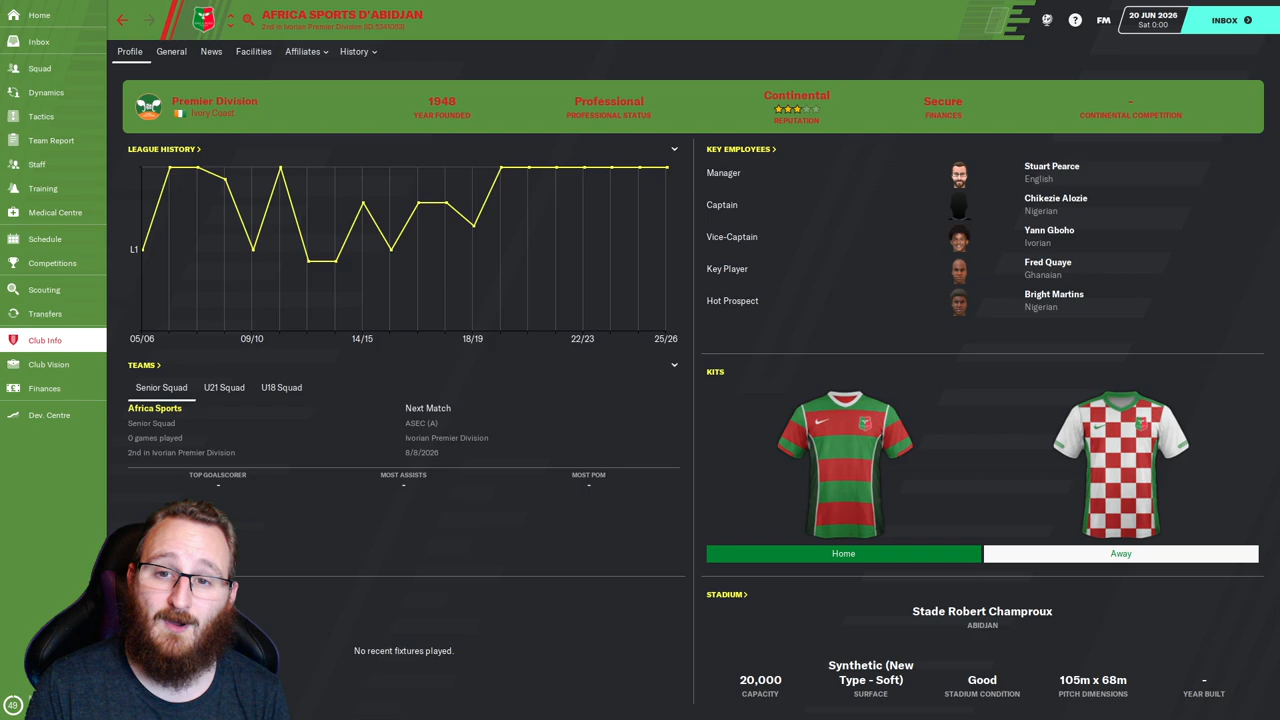 Home
Inbox
Squad
Dynamics
Tactics
Team Report
Staff
Training
Medical Centre
Schedule
Competitions
Scouting
Transfers
Club Info
Club Vision
Finances
Dev. Centre
49
AFRICA SPORTS D'ABIDJAN
2nd in Ivorian Premier Division
?
FM
20 JUN 2026
Sat 0:00
INBOX
Profile
General
News
Facilities
Affiliates
History
Premier Division
Ivory Coast
1948
YEAR FOUNDED
Professional
PROFESSIONAL STATUS
Continental
REPUTATION
Secure
FINANCES
-
CONTINENTAL COMPETITION
LEAGUE HISTORY >
L1
05/06
09/10
14/15
18/19
22/23
25/26
TEAMS >
Senior Squad
U21 Squad
U18 Squad
Africa Sports
Senior Squad
0 games played
2nd in Ivorian Premier Division
Next Match
ASEC (A)
Ivorian Premier Division
8/8/2026
TOP GOALSCORER
-
MOST ASSISTS
-
MOST POM
-
No recent fixtures played.
KEY EMPLOYEES >
Manager
Stuart Pearce
English
Captain
Chikezie Alozie
Nigerian
Vice-Captain
Yann Gboho
Ivorian
Key Player
Fred Quaye
Ghanaian
Hot Prospect
Bright Martins
Nigerian
KITS
Home
Away
STADIUM >
Stade Robert Champroux
ABIDJAN
20,000
CAPACITY
Synthetic (New
Type - Soft)
SURFACE
Good
STADIUM CONDITION
105m x 68m
PITCH DIMENSIONS
-
YEAR BUILT